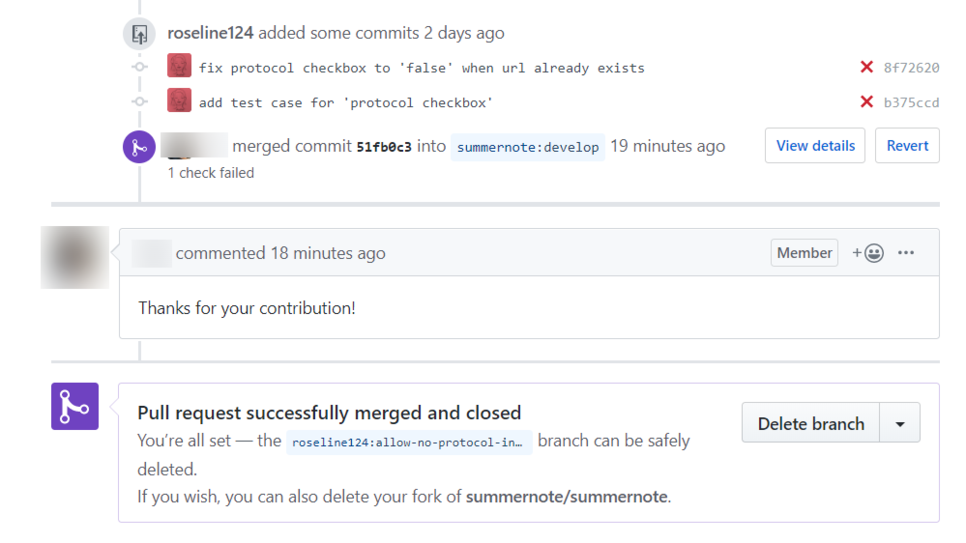 roseline124 added some commits 2 days ago
fix protocol checkbox to 'false' when url already exists 8f72620
add test case for 'protocol checkbox' b375ccd
merged commit 51fb0c3 into summernote:develop 19 minutes ago View details Revert
1 check failed
commented 18 minutes ago Member
Thanks for your contribution!
Pull request successfully merged and closed
You're all set — the roseline124:allow-no-protocol-in… branch can be safely Delete branch
deleted.
If you wish, you can also delete your fork of summernote/summernote.